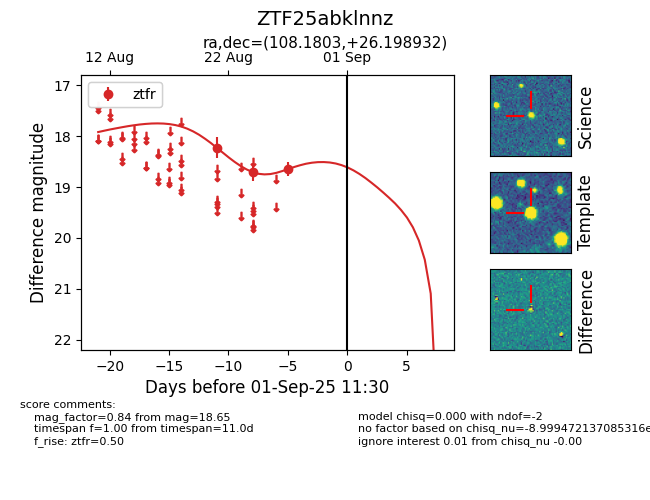 ZTF25abklnnz
ra,dec=(108.1803,+26.198932)
12 Aug 22 Aug 01 Sep
ztfr
17
18
19
20
21
22
Difference magnitude
−20 −15 −10 −5 0 5
Days before 01-Sep-25 11:30
Science
Template
Difference
score comments:
mag_factor=0.84 from mag=18.65
timespan f=1.00 from timespan=11.0d
f_rise: ztfr=0.50
model chisq=0.000 with ndof=-2
no factor based on chisq_nu=-8.999472137085316e
ignore interest 0.01 from chisq_nu -0.00